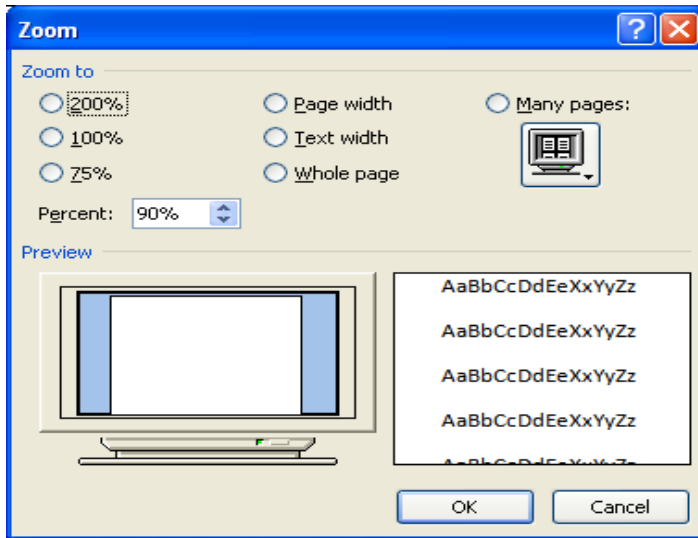 Zoom
Zoom to
200% Page width Many pages:
100% Text width
75% Whole page
Percent: 90%
Preview
AaBbCcDdEeXxYyZz
AaBbCcDdEeXxYyZz
AaBbCcDdEeXxYyZz
AaBbCcDdEeXxYyZz
AaBbCcDdEeXxYyZz
OK Cancel